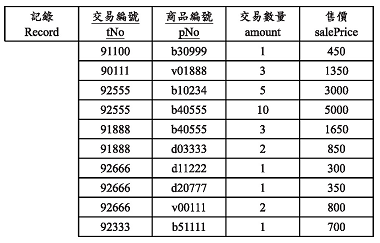 記錄 交易編號 商品編號 交易數量 售價
Record tNo pNo amount salePrice
91100 b30999 1 450
90111 v01888 3 1350
92555 b10234 5 3000
92555 b40555 10 5000
91888 b40555 3 1650
91888 d03333 2 850
92666 d11222 1 300
92666 d20777 1 350
92666 v00111 2 800
92333 b51111 1 700